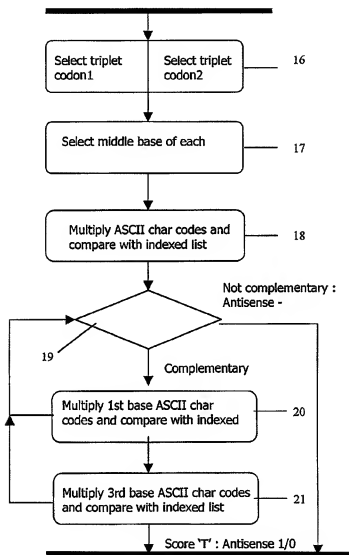 Select triplet
codon1
Select triplet
codon2
16
Select middle base of each
17
Multiply ASCII char codes and
compare with indexed list
18
Not complementary :
Antisense -
19
Complementary
Multiply 1st base ASCII char
codes and compare with indexed
20
Multiply 3rd base ASCII char codes
and compare with indexed list
21
Score 'T' : Antisense 1/0